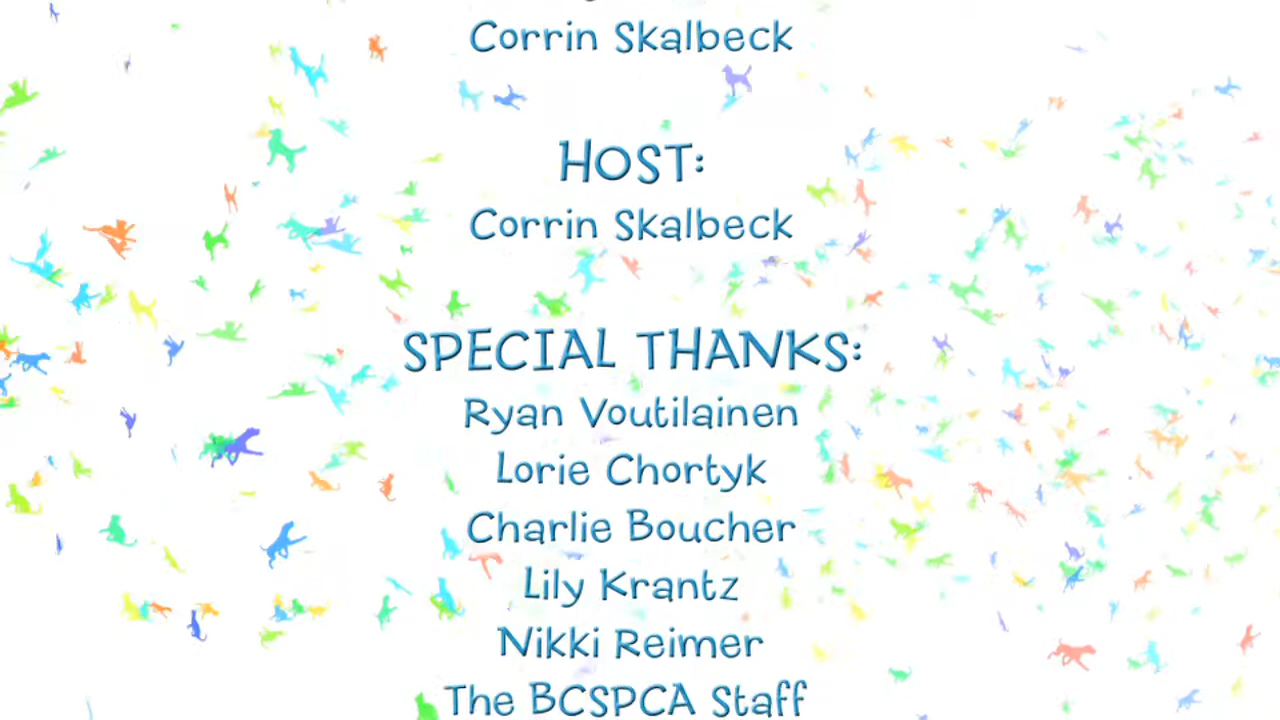 Corrin Skalbeck
HOST:
Corrin Skalbeck
SPECIAL THANKS:
Ryan Voutilainen
Lorie Chortyk
Charlie Boucher
Lily Krantz
Nikki Reimer
The BCSPCA Staff